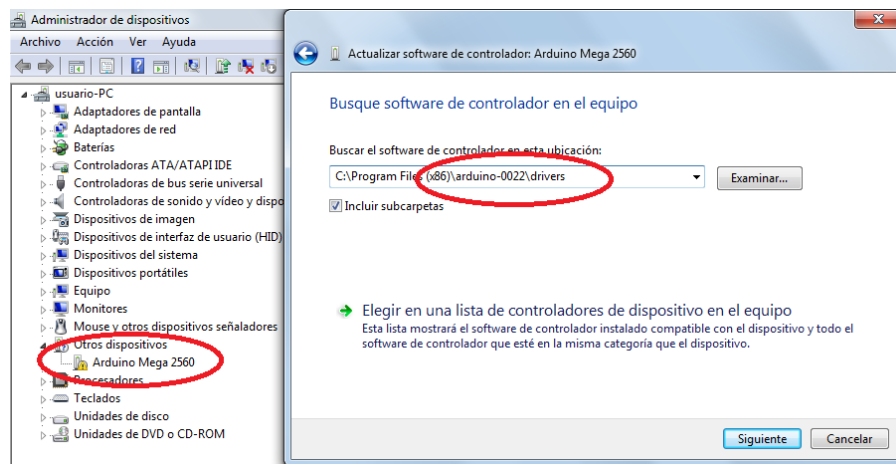 Administrador de dispositivos
Archivo Acción Ver Ayuda
usuario-PC
Adaptadores de pantalla
Adaptadores de red
Baterías
Controladoras ATA/ATAPI IDE
Controladoras de bus serie universal
Controladoras de sonido y vídeo y dispo
Dispositivos de imagen
Dispositivos de interfaz de usuario (HID)
Dispositivos del sistema
Dispositivos portátiles
Equipo
Monitores
Mouse y otros dispositivos señaladores
Otros dispositivos
Arduino Mega 2560
Procesadores
Teclados
Unidades de disco
Unidades de DVD o CD-ROM
Actualizar software de controlador: Arduino Mega 2560
Busque software de controlador en el equipo
Buscar el software de controlador en esta ubicación:
C:\Program Files (x86)\arduino-0022\drivers
Examinar...
Incluir subcarpetas
Elegir en una lista de controladores de dispositivo en el equipo
Esta lista mostrará el software de controlador instalado compatible con el dispositivo y todo el
software de controlador que esté en la misma categoría que el dispositivo.
Siguiente
Cancelar